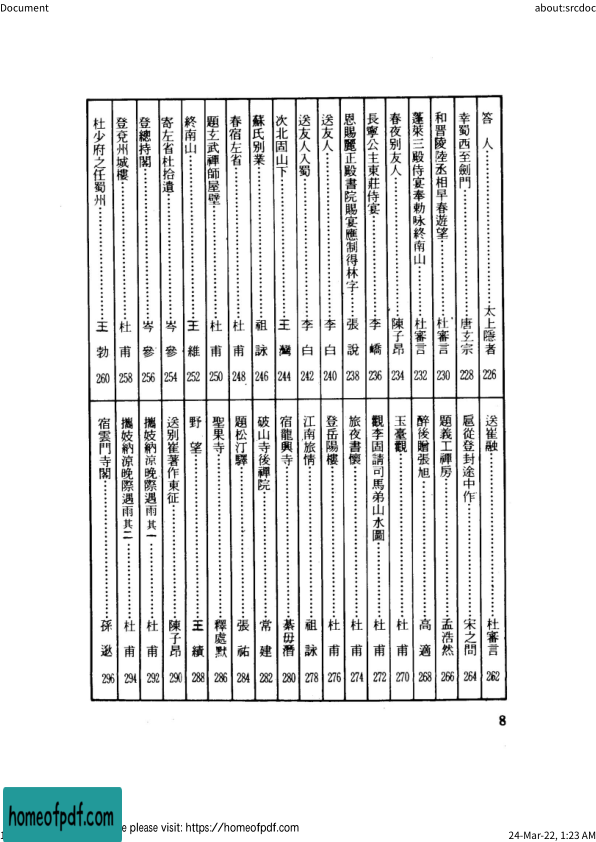 Document
about:srcdoc
答人 太上隱者 226
幸蜀西至劍門 唐玄宗 228
和晋陵陸丞相早春遊望 杜審言 230
蓬萊三殿侍宴奉勅咏終南山 杜審言 232
春夜別友人 陳子昂 234
長寧公主東莊侍宴 李嶠 236
恩賜麗正殿書院賜宴應制得林字 張說 238
送友人 李白 240
送友人入蜀 李白 242
次北固山下 王灣 244
蘇氏別業 祖詠 246
春宿左省 杜甫 248
題玄武禪師屋壁 杜甫 250
終南山 王維 252
寄左省杜拾遺 岑參 254
登總持閣 岑參 256
登兗州城樓 杜甫 258
杜少府之任蜀州 王勃 260
送崔融 杜審言 262
扈從登封途中作 宋之問 264
題義工禪房 孟浩然 266
醉後贈張旭 高適 268
玉臺觀 杜甫 270
觀李固請司馬弟山水圖 杜甫 272
旅夜書懷 杜甫 274
登岳陽樓 杜甫 276
江南旅情 祖詠 278
宿龍興寺 綦毋潛 280
破山寺後禪院 常建 282
題松汀驛 張祜 284
聖果寺 釋處默 286
野望 王績 288
送別崔著作東征 陳子昂 290
攜妓納涼晚際遇雨其一 杜甫 292
攜妓納涼晚際遇雨其二 杜甫 294
宿雲門寺閣 孫逖 296
8
homeofpdf.com
e please visit: https://homeofpdf.com
24-Mar-22, 1:23 AM